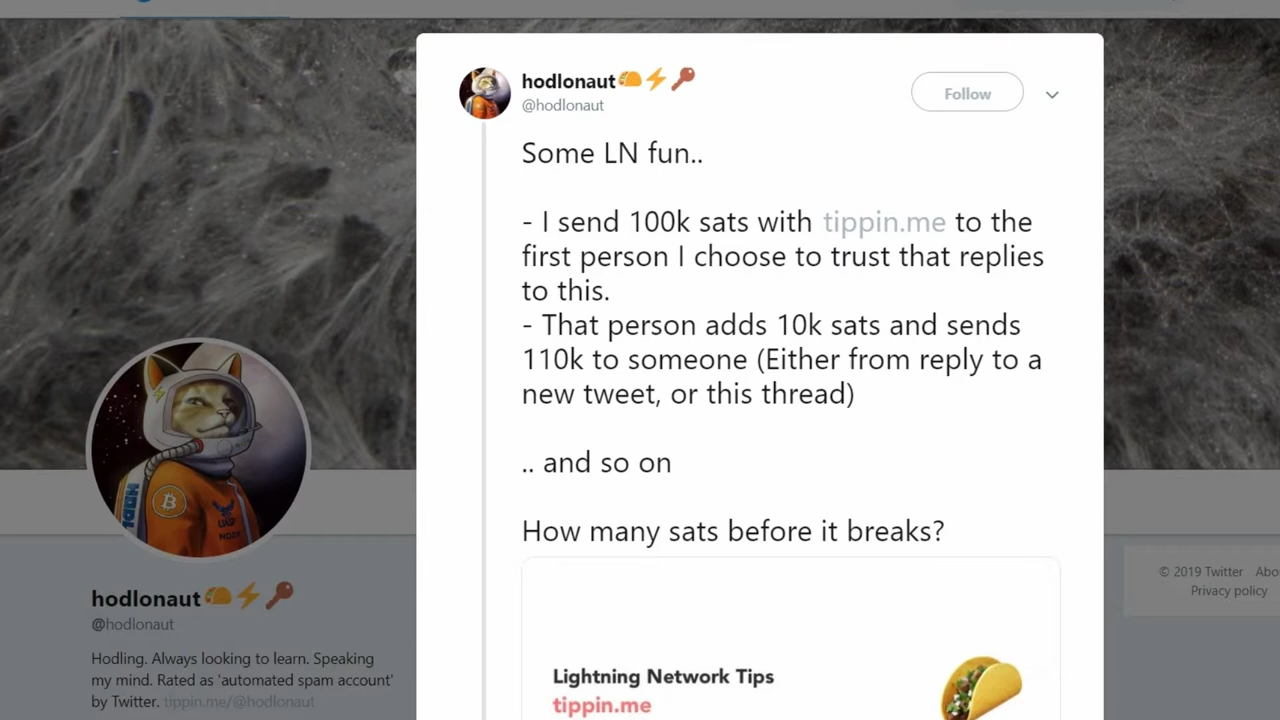 hodlonaut🌮⚡🔑
@hodlonaut
Follow
Some LN fun..
- I send 100k sats with tippin.me to the
first person I choose to trust that replies
to this.
- That person adds 10k sats and sends
110k to someone (Either from reply to a
new tweet, or this thread)
.. and so on
How many sats before it breaks?
Lightning Network Tips
tippin.me
hodlonaut🌮⚡🔑
@hodlonaut
Hodling. Always looking to learn. Speaking
my mind. Rated as 'automated spam account'
by Twitter. tippin.me/@hodlonaut
© 2019 Twitter
Privacy policy